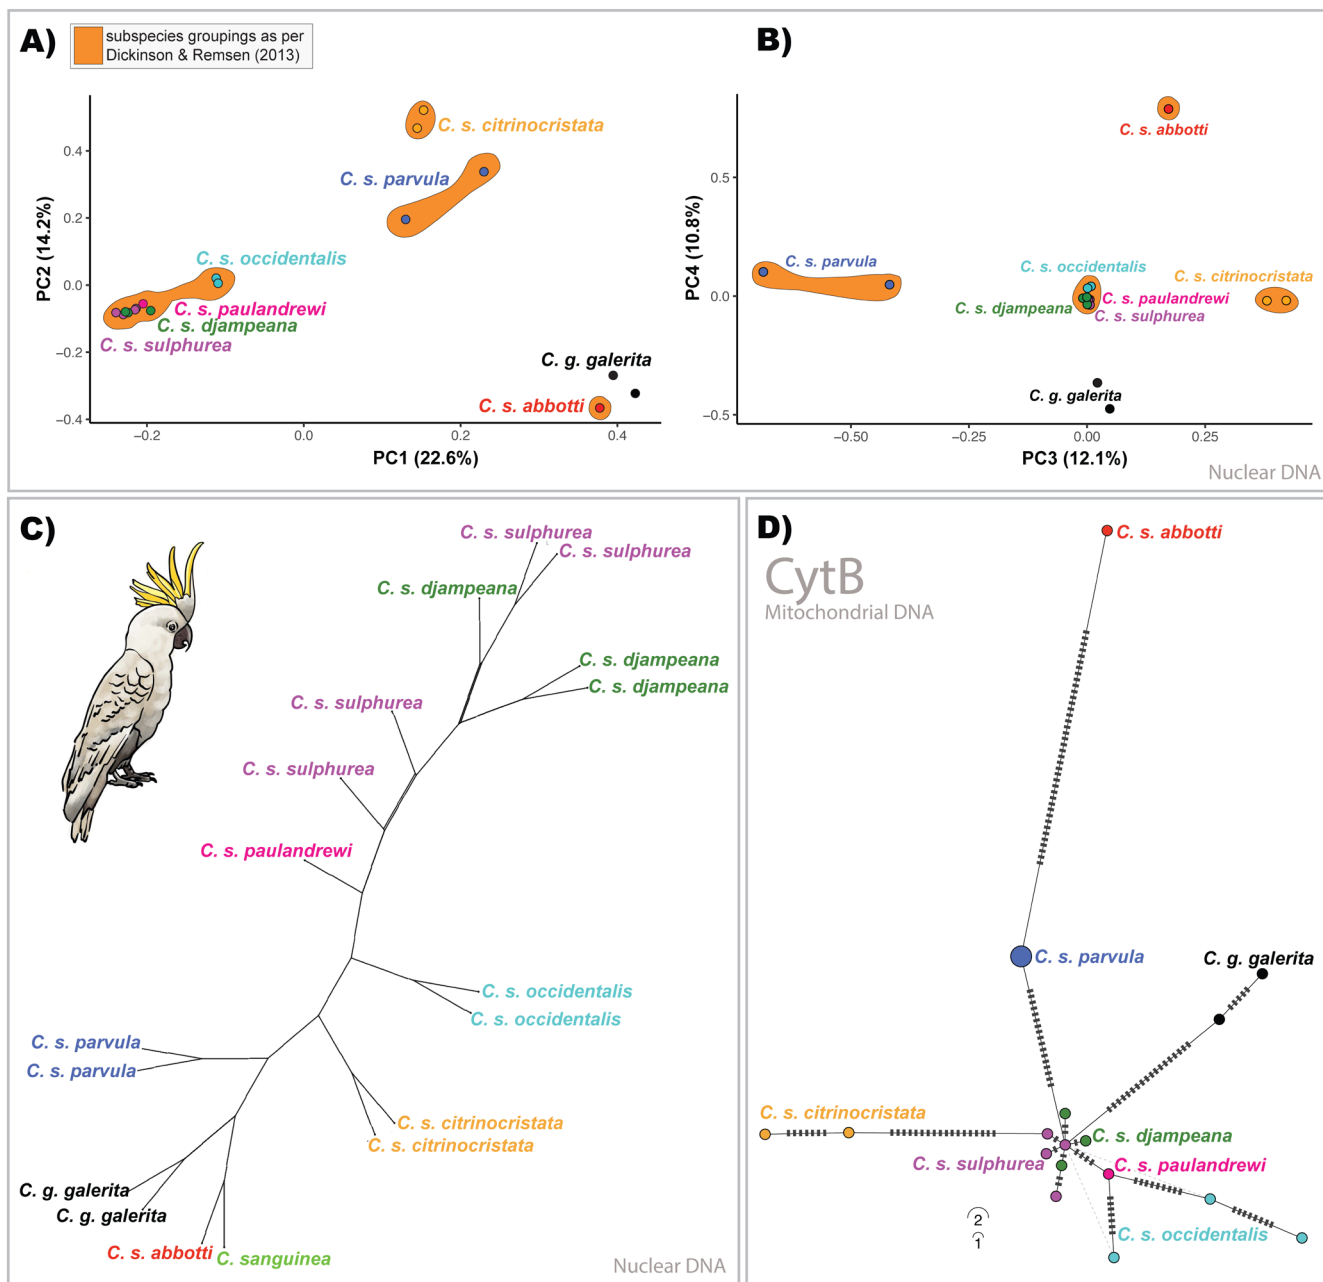 A)
subspecies groupings as per
Dickinson & Remsen (2013)
C. s. citrinocristata
C. s. parvula
C. s. occidentalis
C. s. paulandrewi
C. s. djampeana
C. s. sulphurea
C. g. galerita
C. s. abbotti
0.4
0.2
0.0
−0.2
−0.4
PC2 (14.2%)
−0.2
0.0
0.2
0.4
PC1 (22.6%)
B)
C. s. abbotti
C. s. parvula
C. s. occidentalis
C. s. citrinocristata
C. s. djampeana
C. s. paulandrewi
C. s. sulphurea
C. g. galerita
0.5
0.0
−0.5
PC4 (10.8%)
−0.50
−0.25
0.00
0.25
PC3 (12.1%)
Nuclear DNA
C)
C. s. sulphurea
C. s. sulphurea
C. s. djampeana
C. s. djampeana
C. s. djampeana
C. s. sulphurea
C. s. sulphurea
C. s. paulandrewi
C. s. occidentalis
C. s. occidentalis
C. s. parvula
C. s. parvula
C. s. citrinocristata
C. s. citrinocristata
C. g. galerita
C. g. galerita
C. s. abbotti
C. sanguinea
Nuclear DNA
D)
CytB
Mitochondrial DNA
C. s. abbotti
C. s. parvula
C. g. galerita
C. s. citrinocristata
C. s. djampeana
C. s. sulphurea
C. s. paulandrewi
C. s. occidentalis
2
1